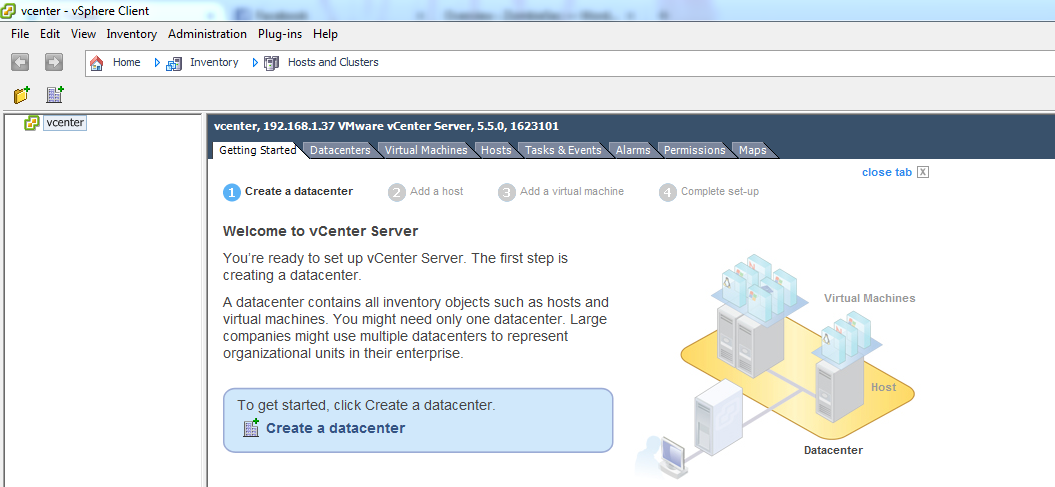 vcenter - vSphere Client
File Edit View Inventory Administration Plug-ins Help
Home Inventory Hosts and Clusters
vcenter
vcenter, 192.168.1.37 VMware vCenter Server, 5.5.0, 1623101
Getting Started Datacenters Virtual Machines Hosts Tasks & Events Alarms Permissions Maps
close tab X
1 Create a datacenter 2 Add a host 3 Add a virtual machine 4 Complete set-up
Welcome to vCenter Server
You're ready to set up vCenter Server. The first step is
creating a datacenter.
A datacenter contains all inventory objects such as hosts and
virtual machines. You might need only one datacenter. Large
companies might use multiple datacenters to represent
organizational units in their enterprise.
To get started, click Create a datacenter.
Create a datacenter
Virtual Machines
Host
Datacenter